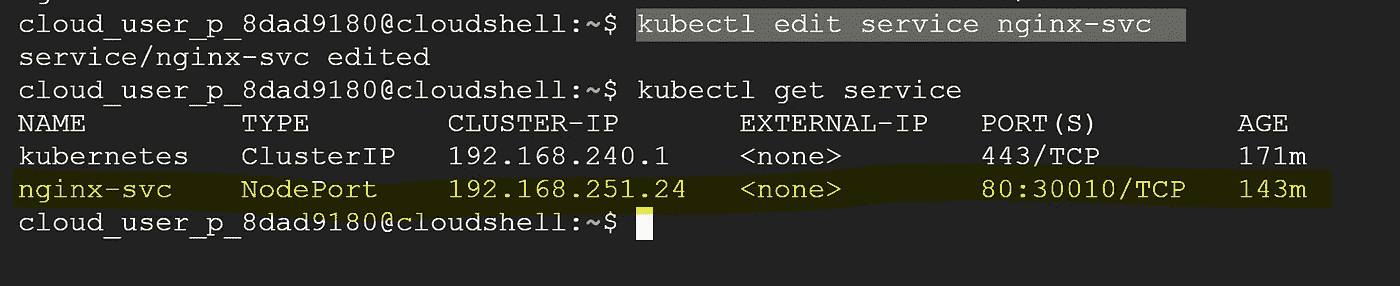 cloud_user_p_8dad9180@cloudshell:~$ kubectl edit service nginx-svc
service/nginx-svc edited
cloud_user_p_8dad9180@cloudshell:~$ kubectl get service
NAME TYPE CLUSTER-IP EXTERNAL-IP PORT(S) AGE
kubernetes ClusterIP 192.168.240.1 <none> 443/TCP 171m
nginx-svc NodePort 192.168.251.24 <none> 80:30010/TCP 143m
cloud_user_p_8dad9180@cloudshell:~$